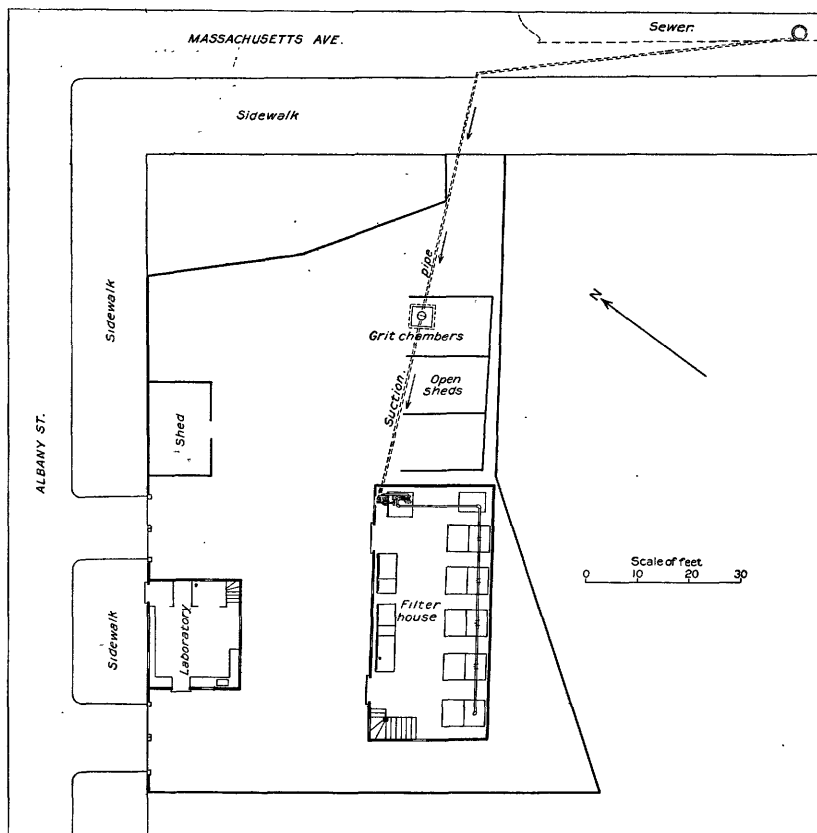 MASSACHUSETTS AVE.
Sewer.
Sidewalk
pipe
N
Sidewalk
Grit chambers
Suction.
Open
sheds
Shed
ALBANY ST.
Scale of feet
0 10 20 30
Filter
house
Laboratory
Sidewalk